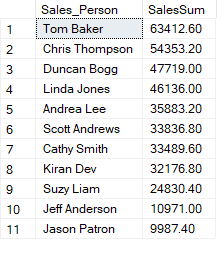 Sales_Person SalesSum
1 Tom Baker 63412.60
2 Chris Thompson 54353.20
3 Duncan Bogg 47719.00
4 Linda Jones 46136.00
5 Andrea Lee 35883.20
6 Scott Andrews 33836.80
7 Cathy Smith 33489.60
8 Kiran Dev 32176.80
9 Suzy Liam 24830.40
10 Jeff Anderson 10971.00
11 Jason Patron 9987.40